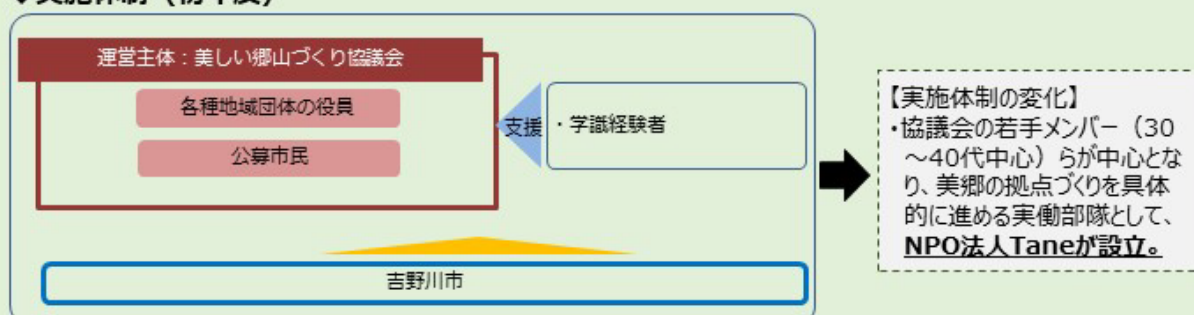 運営主体：美しい郷山づくり協議会
各種地域団体の役員
公募市民
支援
・学識経験者
吉野川市
【実施体制の変化】
・協議会の若手メンバー（30
～40代中心）らが中心とな
り、美郷の拠点づくりを具体
的に進める実働部隊として、
NPO法人Taneが設立。